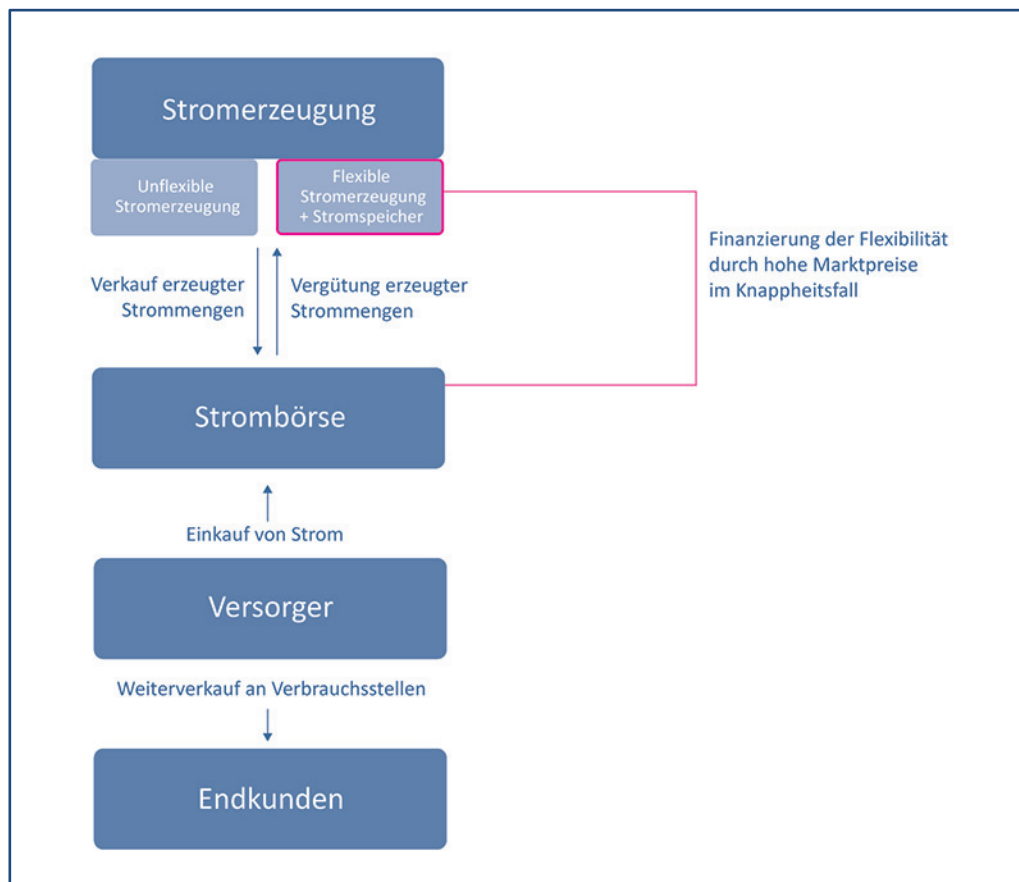 Stromerzeugung
Unflexible
Stromerzeugung
Flexible
Stromerzeugung
+ Stromspeicher
Finanzierung der Flexibilität
durch hohe Marktpreise
im Knappheitsfall
Verkauf erzeugter
Strommengen
Vergütung erzeugter
Strommengen
Strombörse
Einkauf von Strom
Versorger
Weiterverkauf an Verbrauchsstellen
Endkunden